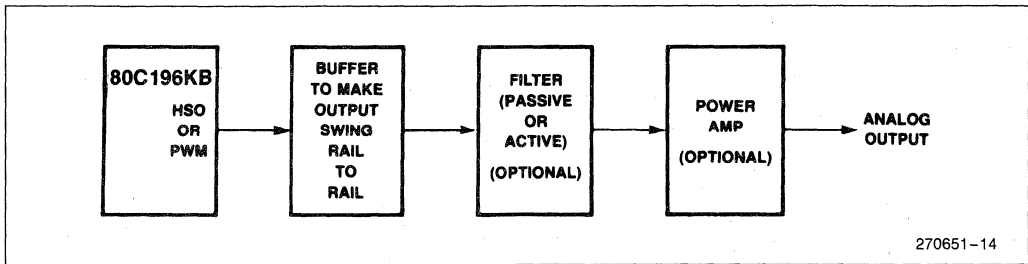 80C196KB
HSO
OR
PWM
BUFFER
TO MAKE
OUTPUT
SWING
RAIL
TO
RAIL
FILTER
(PASSIVE
OR
ACTIVE)
(OPTIONAL)
POWER
AMP
(OPTIONAL)
ANALOG
OUTPUT
270651-14